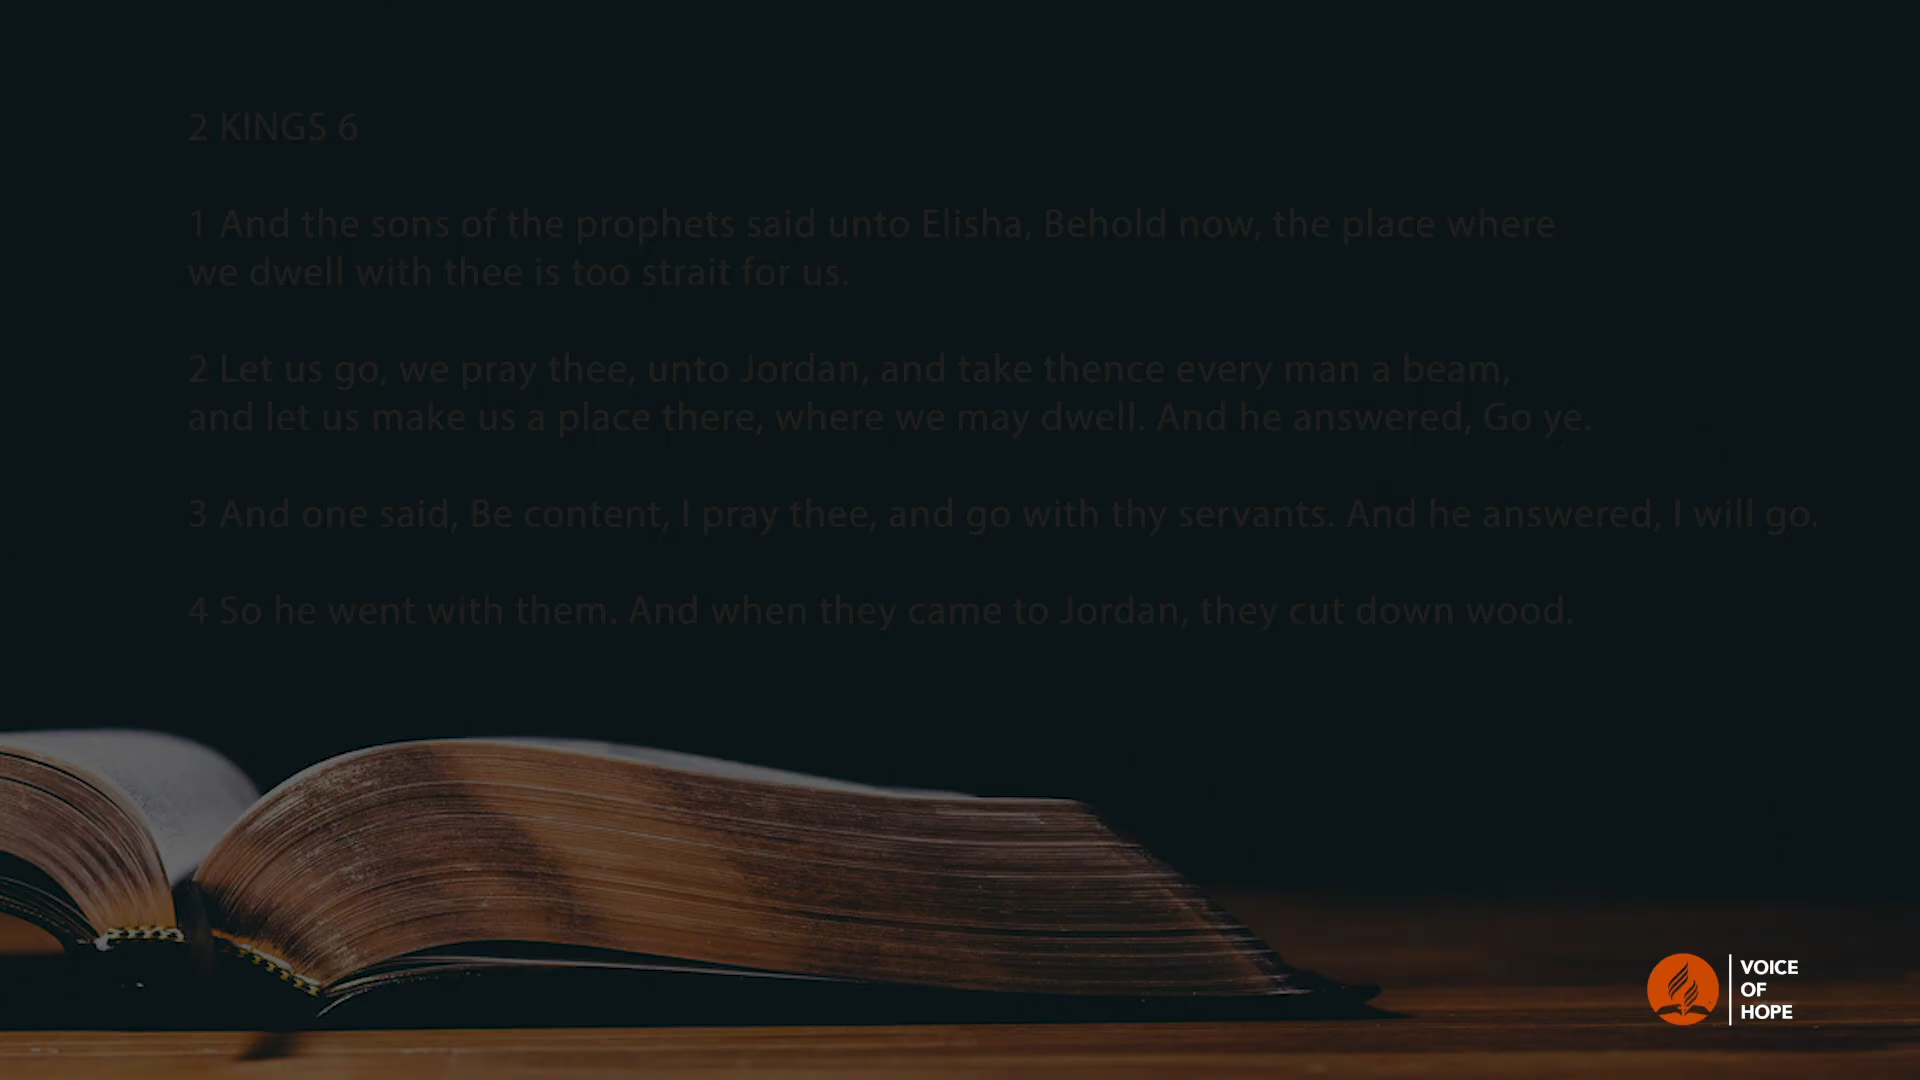 2 KINGS 6
1 And the sons of the prophets said unto Elisha, Behold now, the place where
we dwell with thee is too strait for us.
2 Let us go, we pray thee, unto Jordan, and take thence every man a beam,
and let us make us a place there, where we may dwell. And he answered, Go ye.
3 And one said, Be content, I pray thee, and go with thy servants. And he answered, I will go.
4 So he went with them. And when they came to Jordan, they cut down wood.
VOICE
OF
HOPE